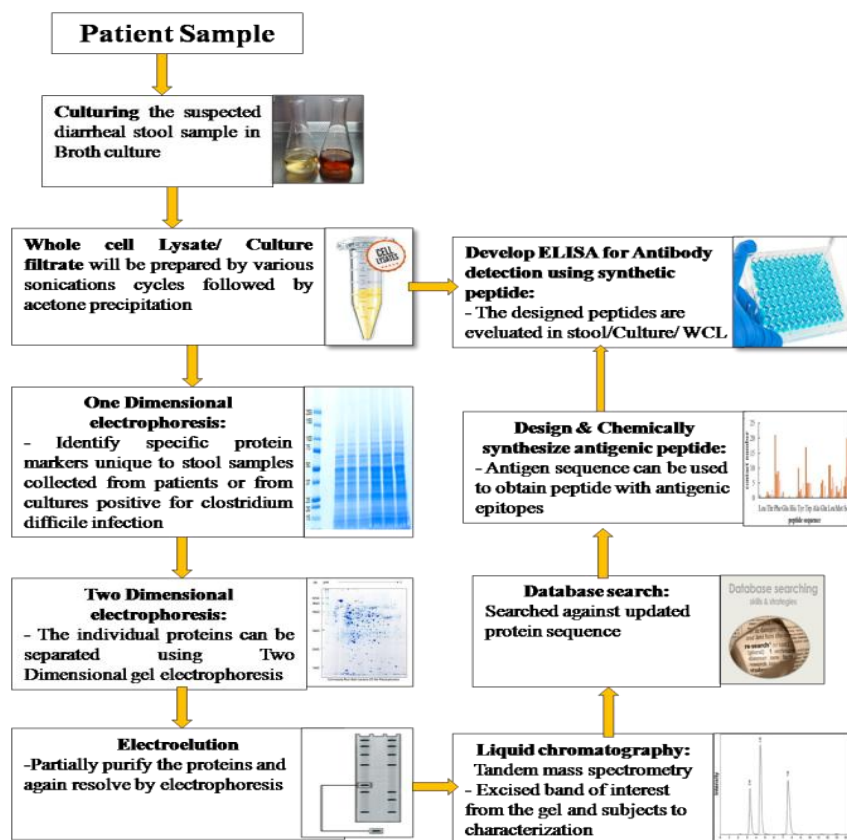 Patient Sample
Culturing the suspected
diarrheal stool sample in
Broth culture
Whole cell Lysate/ Culture
filtrate will be prepared by various
sonications cycles followed by
acetone precipitation
CELL
LYSATES
One Dimensional
electrophoresis:
- Identify specific protein
markers unique to stool samples
collected from patients or from
cultures positive for clostridium
difficile infection
Two Dimensional
electrophoresis:
- The individual proteins can be
separated using Two
Dimensional gel electrophoresis
Electroelution
-Partially purify the proteins and
again resolve by electrophoresis
Liquid chromatography:
Tandem mass spectrometry
- Excised band of interest
from the gel and subjects to
characterization
Intensity
Database search:
Searched against updated
protein sequence
Database searching
skills & strategies
Design & Chemically
synthesize antigenic peptide:
- Antigen sequence can be used
to obtain peptide with antigenic
epitopes
contact number
peptide sequence
Develop ELISA for Antibody
detection using synthetic
peptide:
- The designed peptides are
eveluated in stool/Culture/ WCL